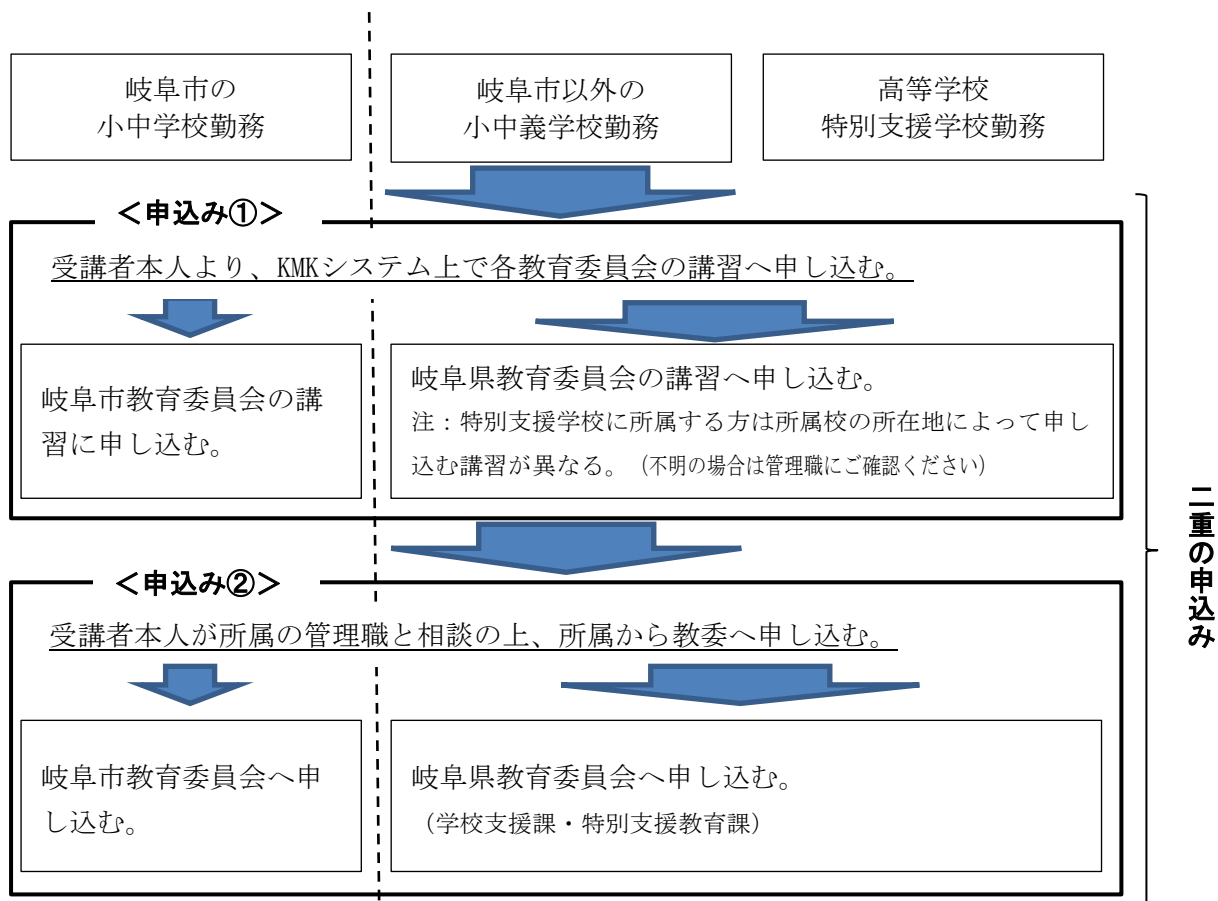 岐阜市の
小中学校勤務
岐阜市以外の
小中義学校勤務
高等学校
特別支援学校勤務
＜申込み①＞
受講者本人より、KMKシステム上で各教育委員会の講習へ申し込む。
岐阜市教育委員会の講
習に申し込む。
岐阜県教育委員会の講習へ申し込む。
注：特別支援学校に所属する方は所属校の所在地によって申し
込む講習が異なる。（不明の場合は管理職にご確認ください）
＜申込み②＞
受講者本人が所属の管理職と相談の上、所属から教委へ申し込む。
岐阜市教育委員会へ申
し込む。
岐阜県教育委員会へ申し込む。
（学校支援課・特別支援教育課）
二重の申込み